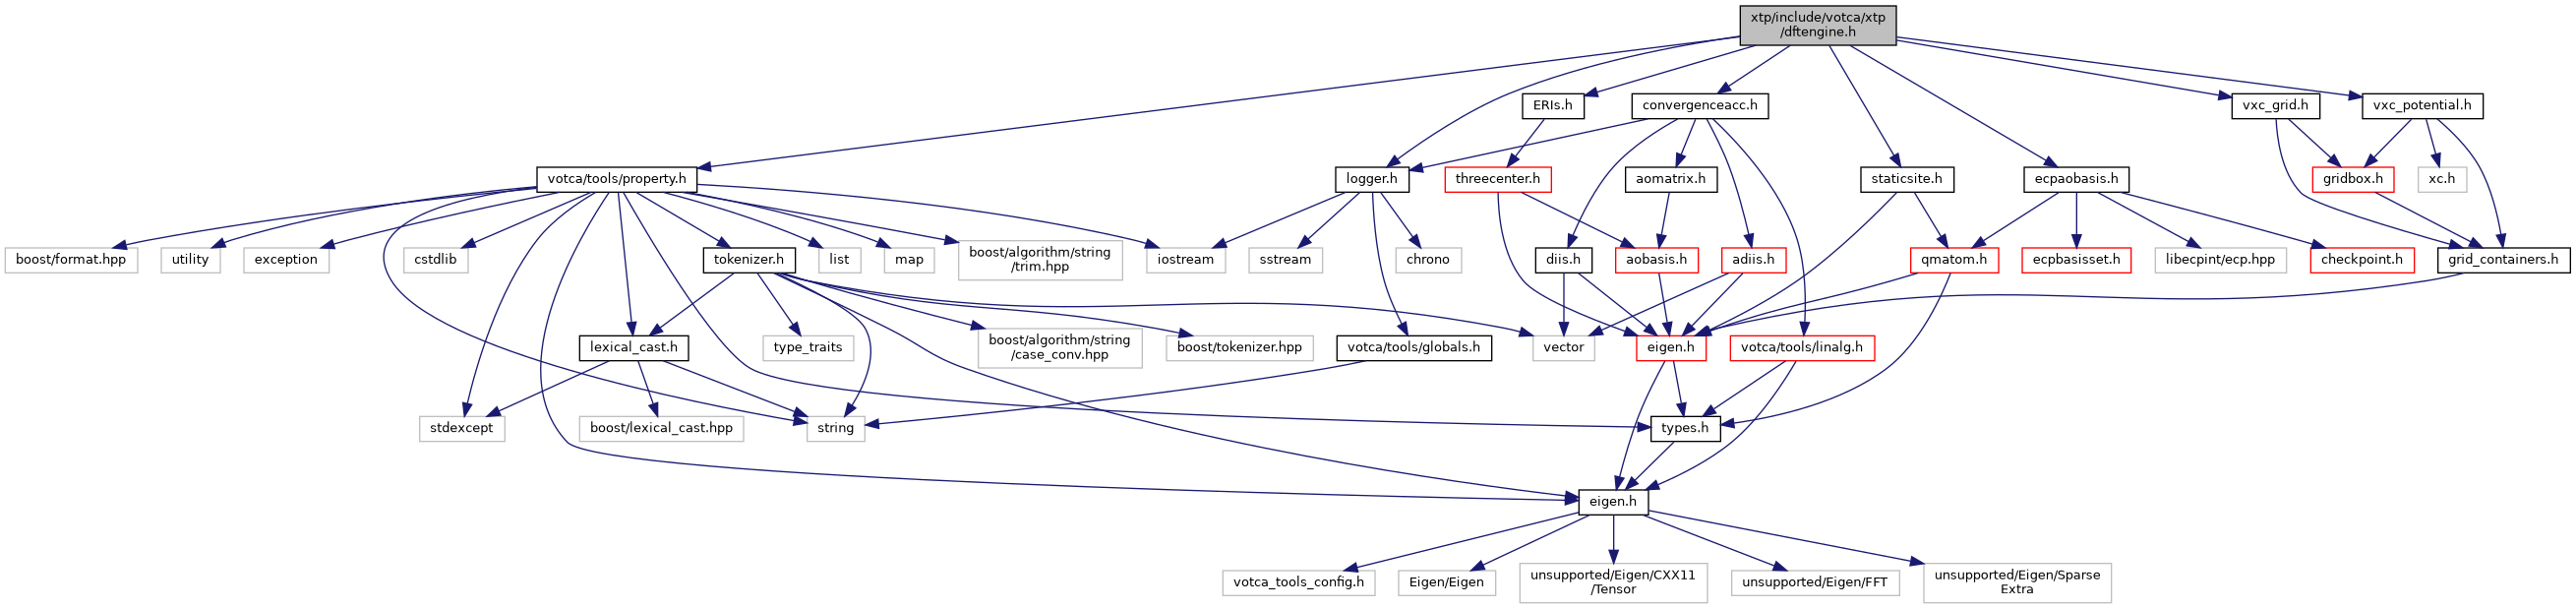 xtp/include/votca/xtp
/dftengine.h
ERIs.h
convergenceacc.h
vxc_grid.h
vxc_potential.h
votca/tools/property.h
logger.h
threecenter.h
aomatrix.h
staticsite.h
ecpaobasis.h
gridbox.h
xc.h
boost/format.hpp
utility
exception
cstdlib
tokenizer.h
list
map
boost/algorithm/string
/trim.hpp
iostream
sstream
chrono
diis.h
aobasis.h
adiis.h
qmatom.h
ecpbasisset.h
libecpint/ecp.hpp
checkpoint.h
grid_containers.h
lexical_cast.h
type_traits
boost/algorithm/string
/case_conv.hpp
boost/tokenizer.hpp
votca/tools/globals.h
vector
eigen.h
votca/tools/linalg.h
stdexcept
boost/lexical_cast.hpp
string
types.h
eigen.h
votca_tools_config.h
Eigen/Eigen
unsupported/Eigen/CXX11
/Tensor
unsupported/Eigen/FFT
unsupported/Eigen/Sparse
Extra